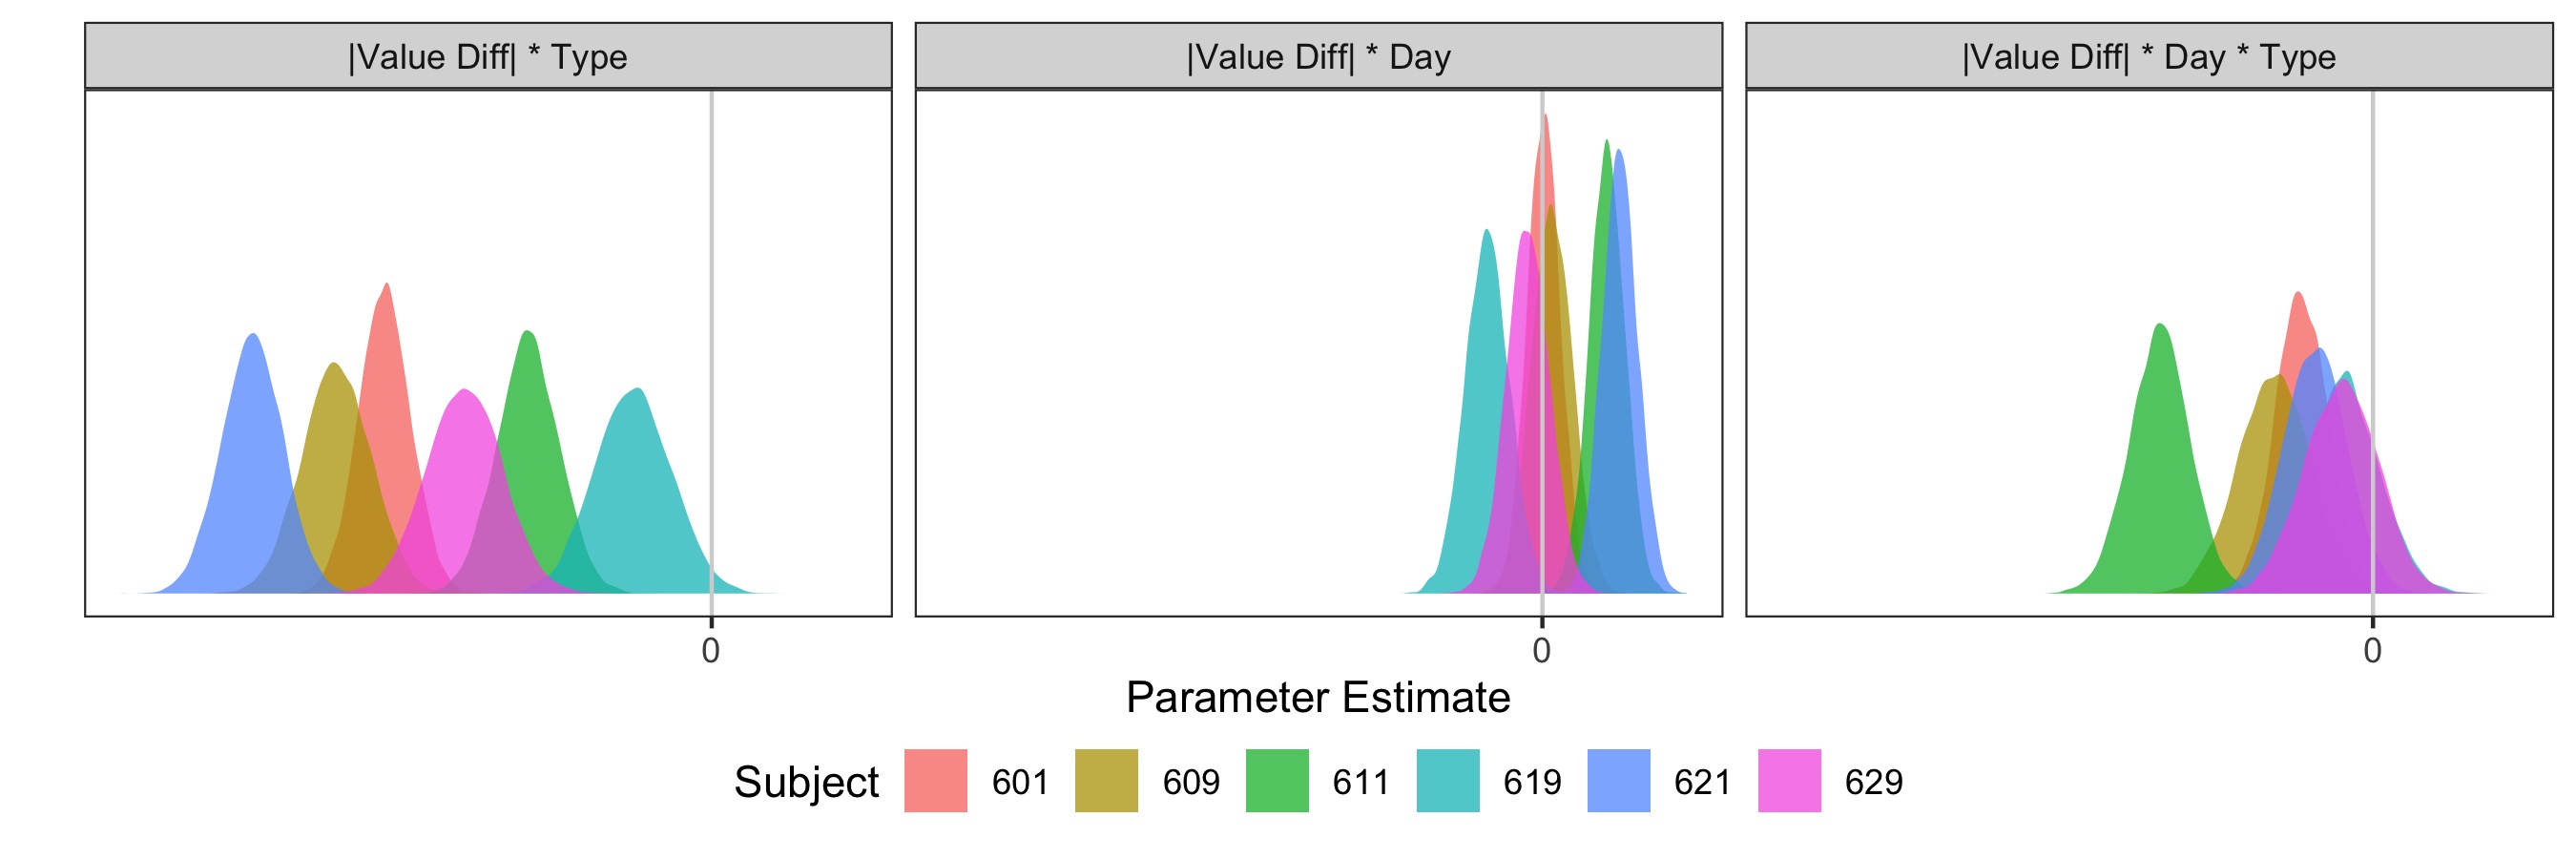 |Value Diff| * Type
|Value Diff| * Day
|Value Diff| * Day * Type
0
0
0
Parameter Estimate
Subject 601 609 611 619 621 629